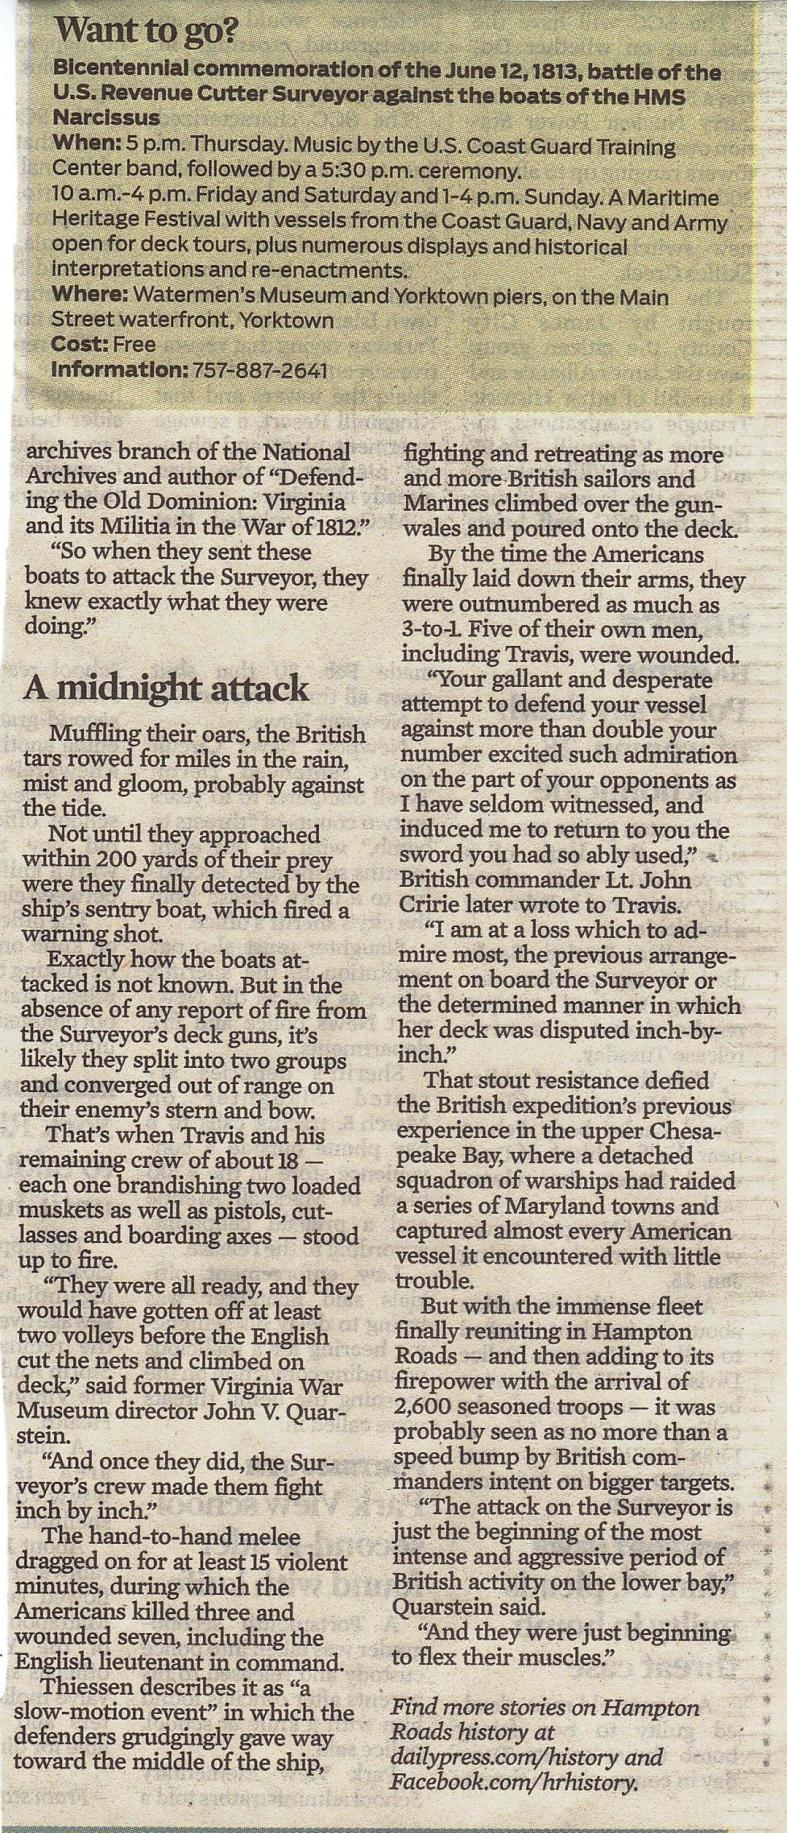 Want to go?
Bicentennial commemoration of the June 12, 1813, battle of the
U.S. Revenue Cutter Surveyor against the boats of the HMS
Narcissus
When: 5 p.m. Thursday. Music by the U.S. Coast Guard Training
Center band, followed by a 5:30 p.m. ceremony.
10 a.m.-4 p.m. Friday and Saturday and 1-4 p.m. Sunday. A Maritime
Heritage Festival with vessels from the Coast Guard, Navy and Army
open for deck tours, plus numerous displays and historical
interpretations and re-enactments.
Where: Watermen's Museum and Yorktown piers, on the Main
Street waterfront, Yorktown
Cost: Free
Information: 757-887-2641
archives branch of the National
Archives and author of “Defend-
ing the Old Dominion: Virginia
and its Militia in the War of 1812.”
“So when they sent these
boats to attack the Surveyor, they
knew exactly what they were
doing.”
A midnight attack
Muffling their oars, the British
tars rowed for miles in the rain,
mist and gloom, probably against
the tide.
Not until they approached
within 200 yards of their prey
were they finally detected by the
ship's sentry boat, which fired a
warning shot.
Exactly how the boats at-
tacked is not known. But in the
absence of any report of fire from
the Surveyor's deck guns, it's
likely they split into two groups
and converged out of range on
their enemy's stern and bow.
That's when Travis and his
remaining crew of about 18 —
each one brandishing two loaded
muskets as well as pistols, cut-
lasses and boarding axes — stood
up to fire.
“They were all ready, and they
would have gotten off at least
two volleys before the English
cut the nets and climbed on
deck,” said former Virginia War
Museum director John V. Quar-
stein.
“And once they did, the Sur-
veyor's crew made them fight
inch by inch.”
The hand-to-hand melee
dragged on for at least 15 violent
minutes, during which the
Americans killed three and
wounded seven, including the
English lieutenant in command.
Thiessen describes it as “a
slow-motion event” in which the
defenders grudgingly gave way
toward the middle of the ship,
fighting and retreating as more
and more British sailors and
Marines climbed over the gun-
wales and poured onto the deck.
By the time the Americans
finally laid down their arms, they
were outnumbered as much as
3-to-1. Five of their own men,
including Travis, were wounded.
“Your gallant and desperate
attempt to defend your vessel
against more than double your
number excited such admiration
on the part of your opponents as
I have seldom witnessed, and
induced me to return to you the
sword you had so ably used,”
British commander Lt. John
Cririe later wrote to Travis.
“I am at a loss which to ad-
mire most, the previous arrange-
ment on board the Surveyor or
the determined manner in which
her deck was disputed inch-by-
inch.”
That stout resistance defied
the British expedition's previous
experience in the upper Chesa-
peake Bay, where a detached
squadron of warships had raided
a series of Maryland towns and
captured almost every American
vessel it encountered with little
trouble.
But with the immense fleet
finally reuniting in Hampton
Roads — and then adding to its
firepower with the arrival of
2,600 seasoned troops — it was
probably seen as no more than a
speed bump by British com-
manders intent on bigger targets.
“The attack on the Surveyor is
just the beginning of the most
intense and aggressive period of
British activity on the lower bay,”
Quarstein said.
“And they were just beginning
to flex their muscles.”
Find more stories on Hampton
Roads history at
dailypress.com/history and
Facebook.com/hrhistory.